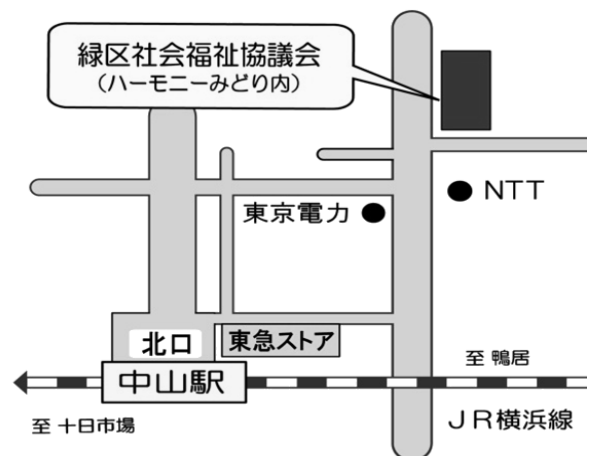 緑区社会福祉協議会
（ハーモニーみどり内）
NTT
東京電力
北口
東急ストア
至 鴨居
中山駅
至 十日市場
JR横浜線